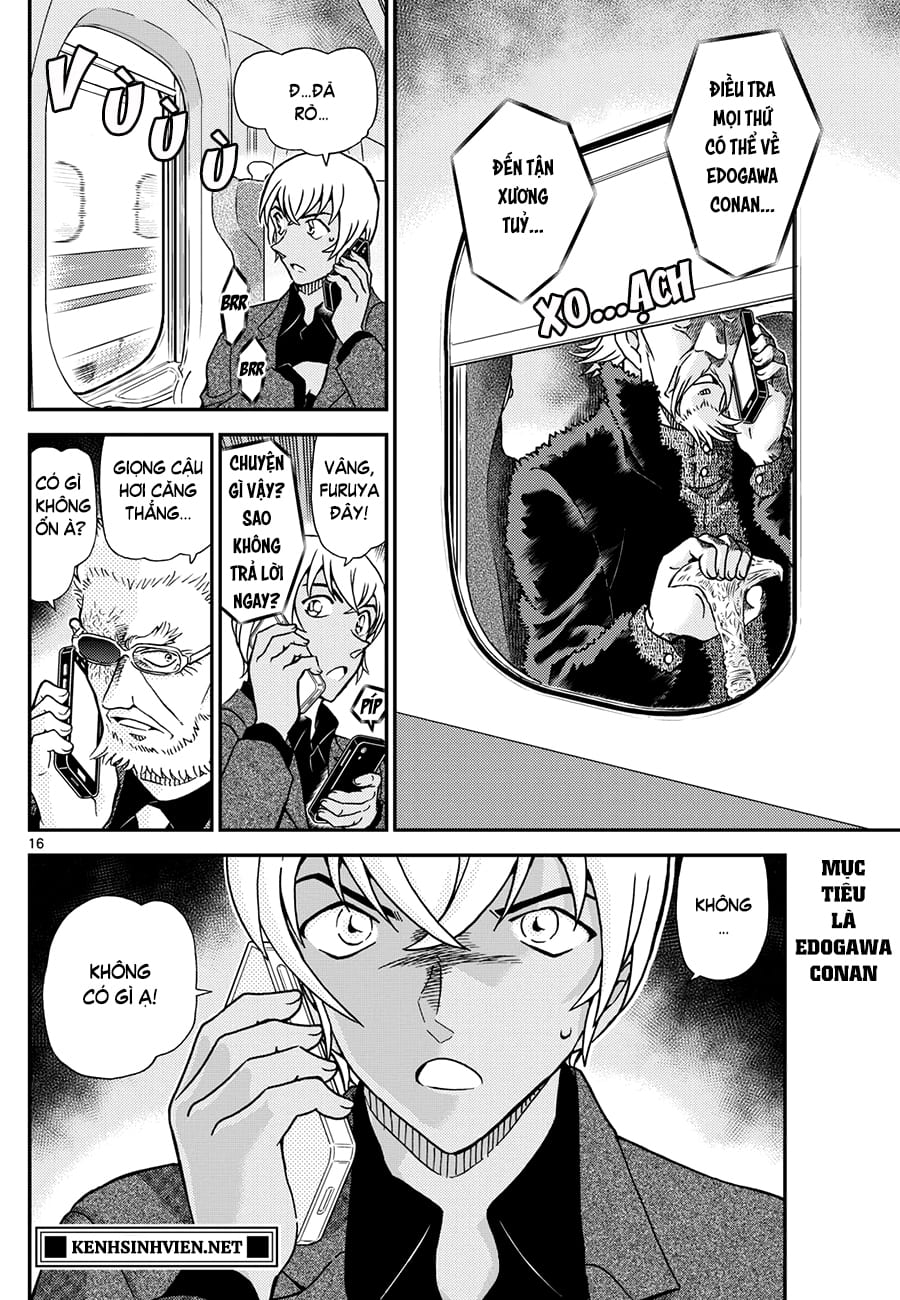 ĐIỀU TRA
MỌI THỨ
CÓ THỂ VỀ
EDOGAWA
CONAN...
ĐẾN TẬN
XƯƠNG
TUỶ...
XO...ẠCH
Đ...ĐÃ
RÕ...
VÙÙÙ
BRR
BRR
VÂNG,
FURUYA
ĐÂY!
CHUYỆN
GÌ VẬY?
SAO
KHÔNG
TRẢ LỜI
NGAY?
PÍP
GIỌNG CẬU
HƠI CĂNG
THẲNG...
CÓ GÌ
KHÔNG
ỔN À?
16
KHÔNG
...
KHÔNG
CÓ GÌ Ạ!
MỤC
TIÊU
LÀ
EDOGAWA
CONAN
KENHSINHVIEN.NET